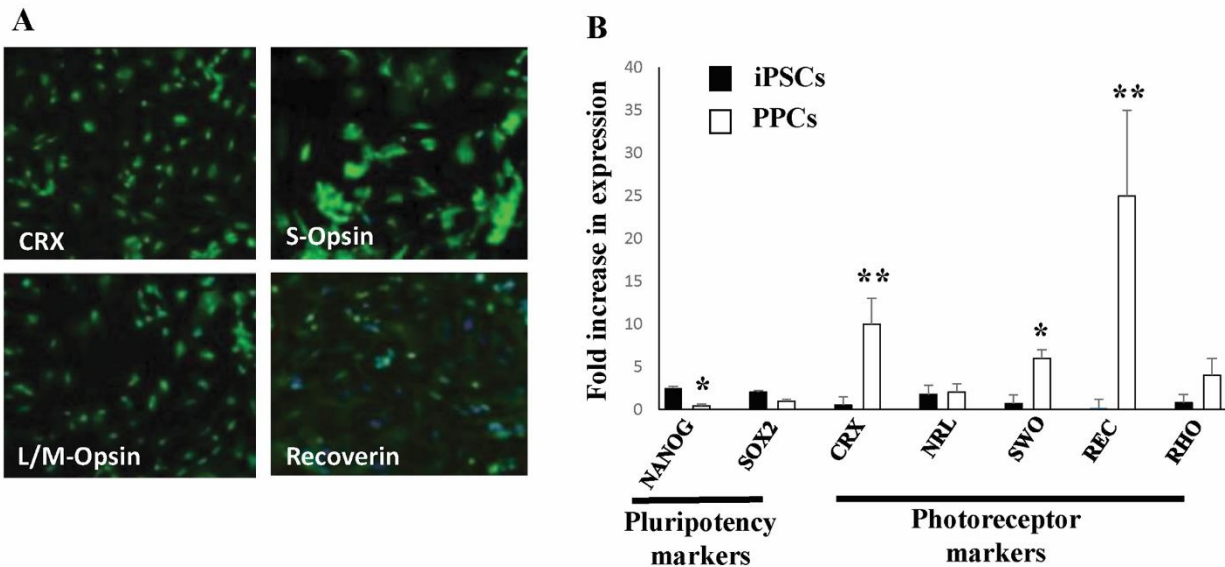 A
CRX
S-Opsin
L/M-Opsin
Recoverin
B
iPSCs
PPCs
Fold increase in expression
40
35
30
25
20
15
10
5
0
*
**
*
**
NANOG
SOX2
CRX
NRL
SWO
REC
RHO
Pluripotency
markers
Photoreceptor
markers